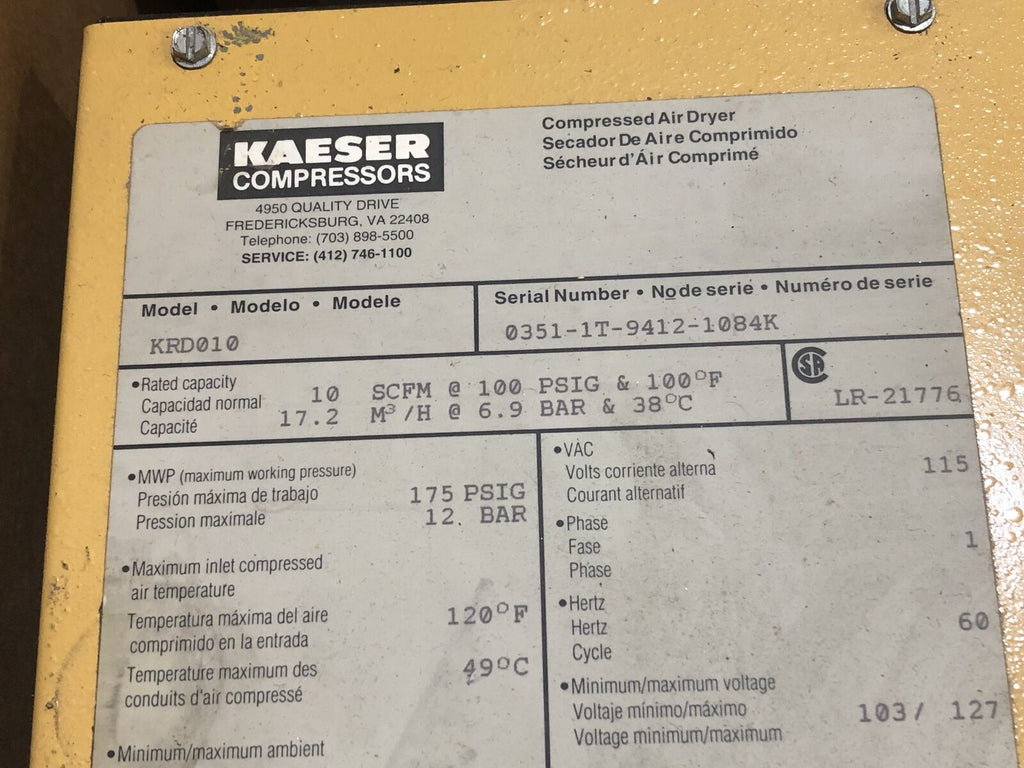 KAESER
COMPRESSORS
4950 QUALITY DRIVE
FREDERICKSBURG, VA 22408
Telephone: (703) 898-5500
SERVICE: (412) 746-1100
Compressed Air Dryer
Secador De Aire Comprimido
Sécheur d'Áir Comprimé
Model • Modelo • Modele
KRD010
Serial Number • No de serie • Numéro de serie
0351-1T-9412-1084K
•Rated capacity
Capacidad normal
Capacité
10 SCFM @ 100 PSIG & 100°F
17.2 M³/H @ 6.9 BAR & 38°C
SA
LR-21776
•MWP (maximum working pressure)
Presión máxima de trabajo
Pression maximale
175 PSIG
12. BAR
•Maximum inlet compressed
air temperature
Temperatura máxima del aire
comprimido en la entrada
120°F
Temperature maximum des
conduits d'air compressé
49°C
•Minimum/maximum ambient
•VAC
Volts corriente alterna
Courant alternatif
115
•Phase
Fase
Phase
1
•Hertz
Hertz
Cycle
60
•Minimum/maximum voltage
Voltaje mínimo/máximo
Voltage minimum/maximum
103/ 127